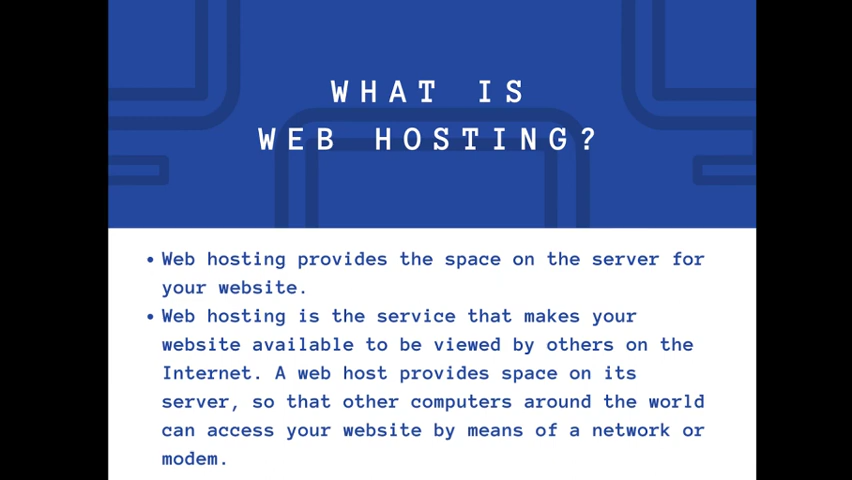 WHAT IS
WEB HOSTING?
• Web hosting provides the space on the server for
your website.
• Web hosting is the service that makes your
website available to be viewed by others on the
Internet. A web host provides space on its
server, so that other computers around the world
can access your website by means of a network or
modem.